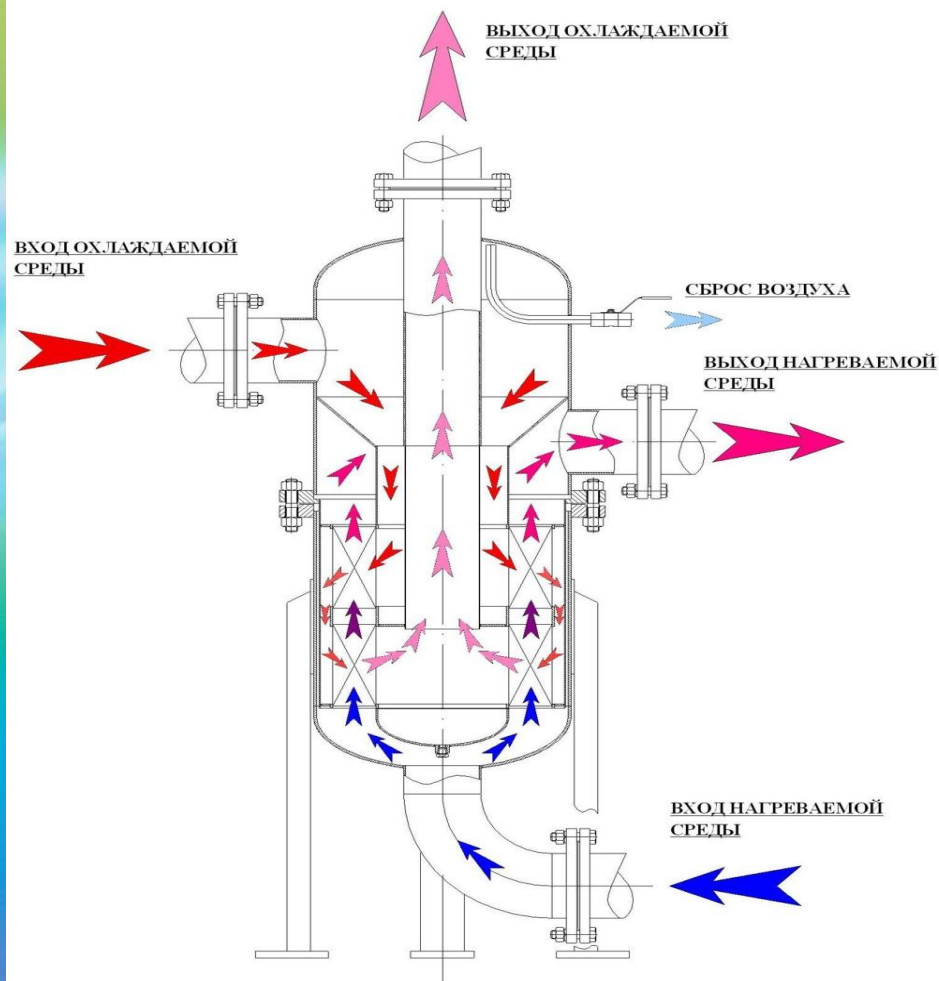 ВЫХОД ОХЛАЖДАЕМОЙ
СРЕДЫ
ВХОД ОХЛАЖДАЕМОЙ
СРЕДЫ
СБРОС ВОЗДУХА
ВЫХОД НАГРЕВАЕМОЙ
СРЕДЫ
ВХОД НАГРЕВАЕМОЙ
СРЕДЫ